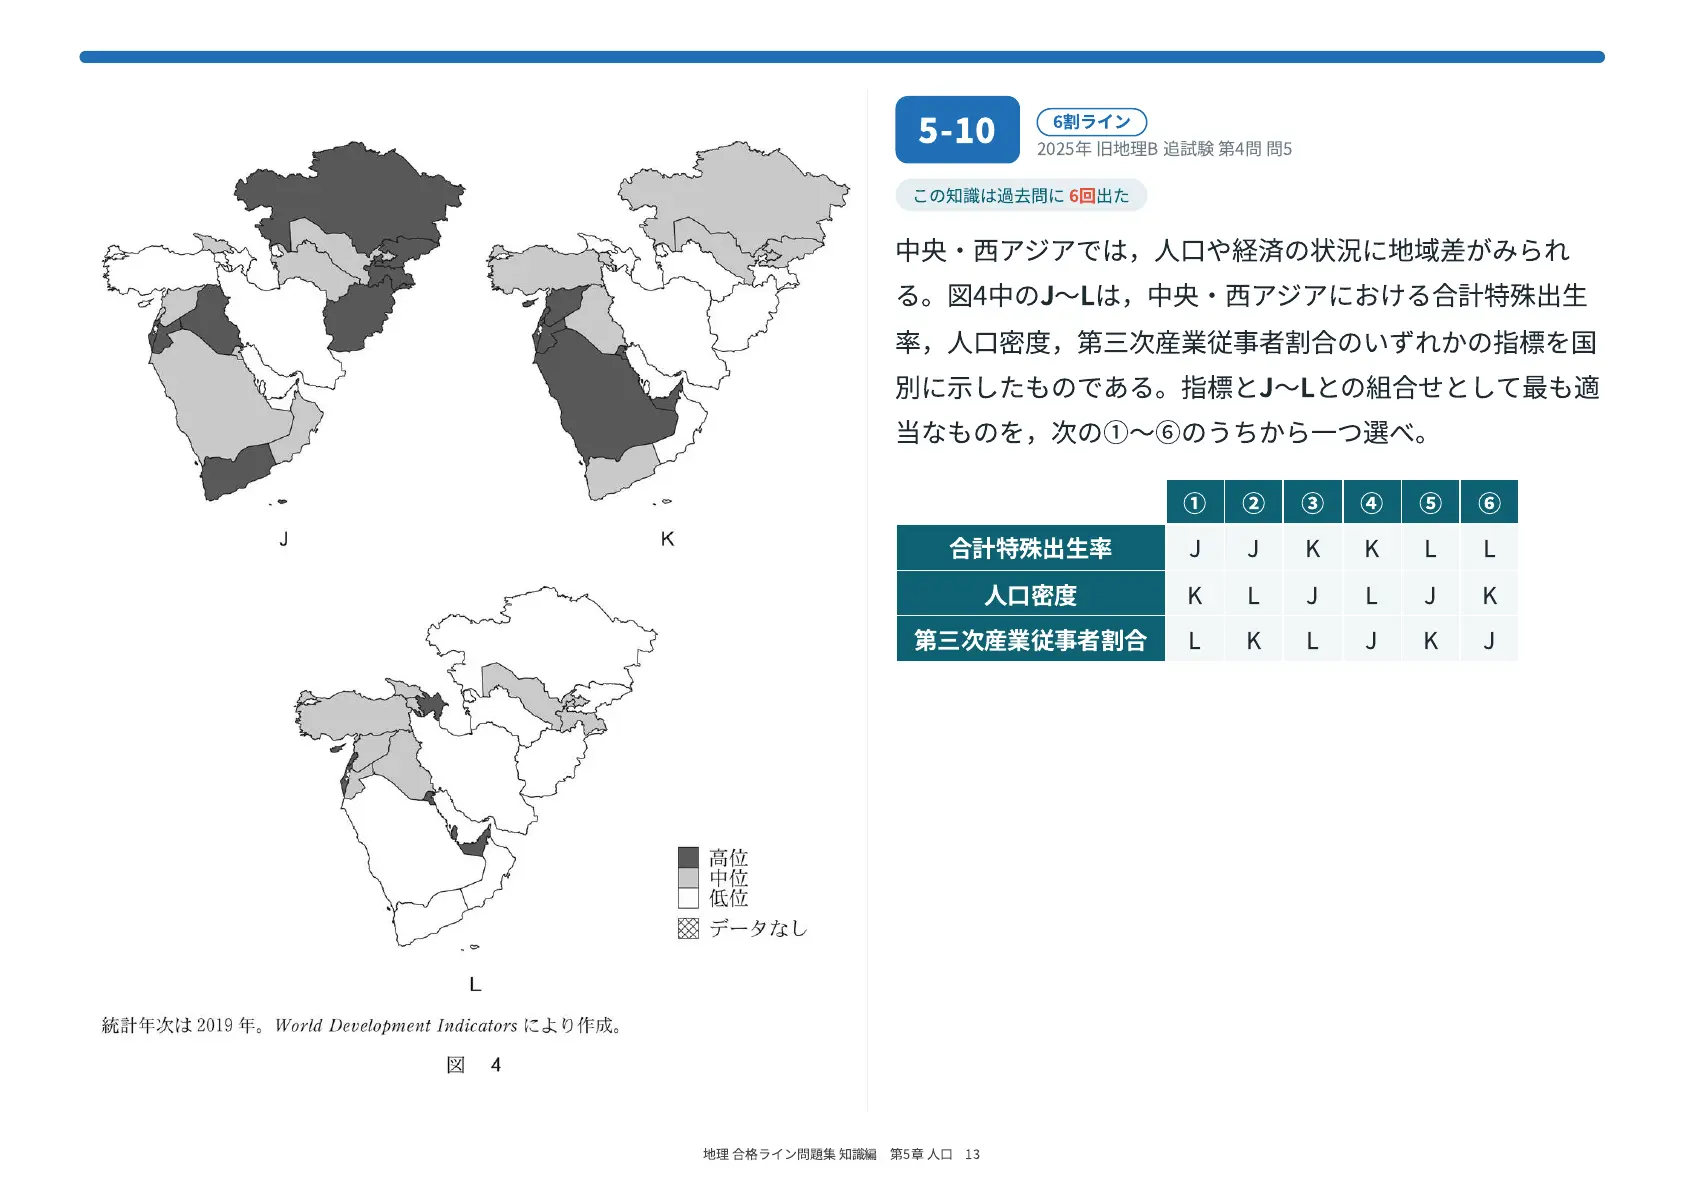 5-10
6割ライン
2025年 旧地理B 追試験 第4問 問5
この知識は過去問に 6回出た
中央・西アジアでは，人口や経済の状況に地域差がみられ
る。図4中のJ～Lは，中央・西アジアにおける合計特殊出生
率，人口密度，第三次産業従事者割合のいずれかの指標を国
別に示したものである。指標とJ～Lとの組合せとして最も適
当なものを，次の①～⑥のうちから一つ選べ。
① ② ③ ④ ⑤ ⑥
合計特殊出生率 J J K K L L
人口密度 K L J L J K
第三次産業従事者割合 L K L J K J
J
K
L
高位
中位
低位
データなし
統計年次は 2019 年。World Development Indicators により作成。
図 4
地理 合格ライン問題集 知識編 第5章 人口 13